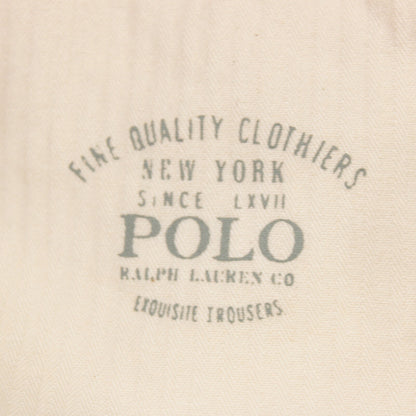 FINE QUALITY CLOTHIERS
NEW YORK
SINCE LXVII
POLO
RALPH LAUREN CO
EXQUISITE TROUSERS